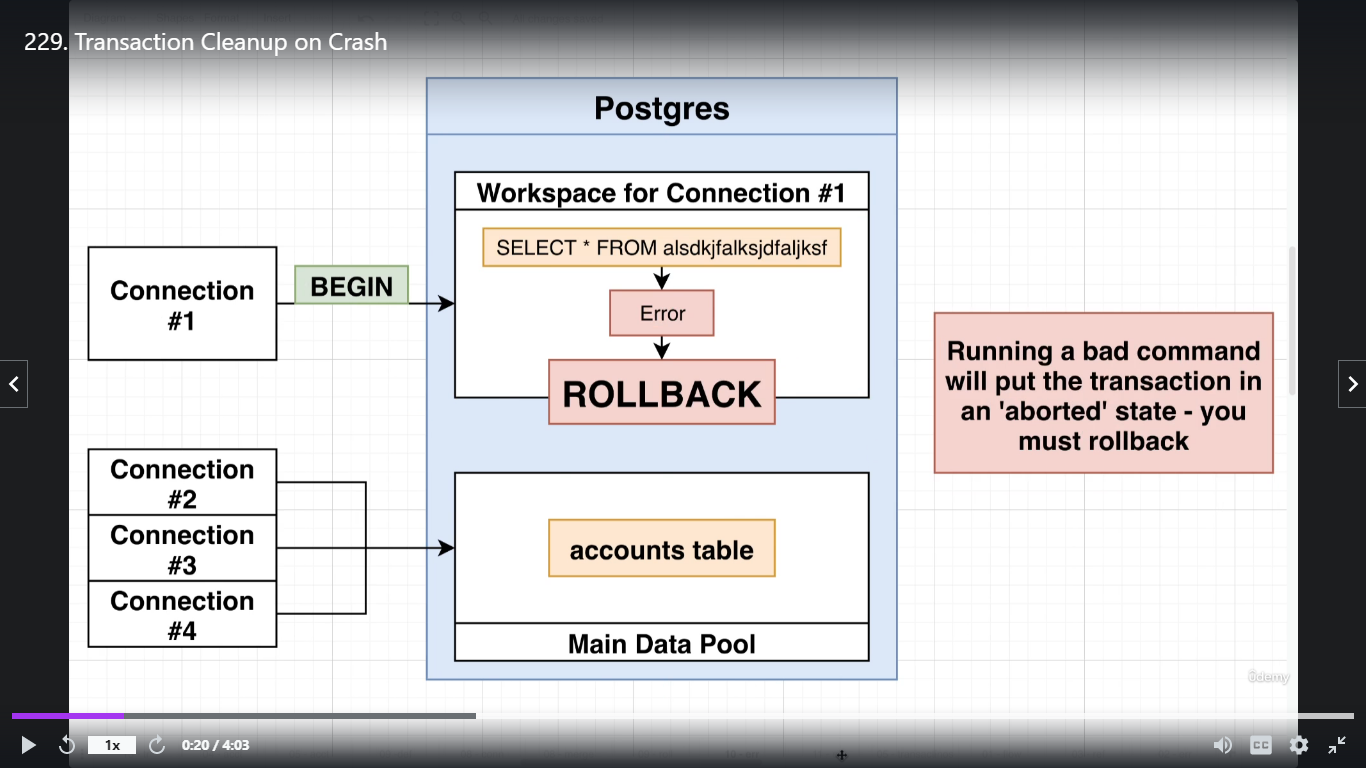 229. Transaction Cleanup on Crash
Postgres
Workspace for Connection #1
SELECT * FROM alsdkjfalksjdfaljksf
Error
ROLLBACK
Connection
#1
BEGIN
Running a bad command
will put the transaction in
an 'aborted' state - you
must rollback
Connection
#2
Connection
#3
Connection
#4
accounts table
Main Data Pool
ûdemy
1x
0:20 / 4:03
CC